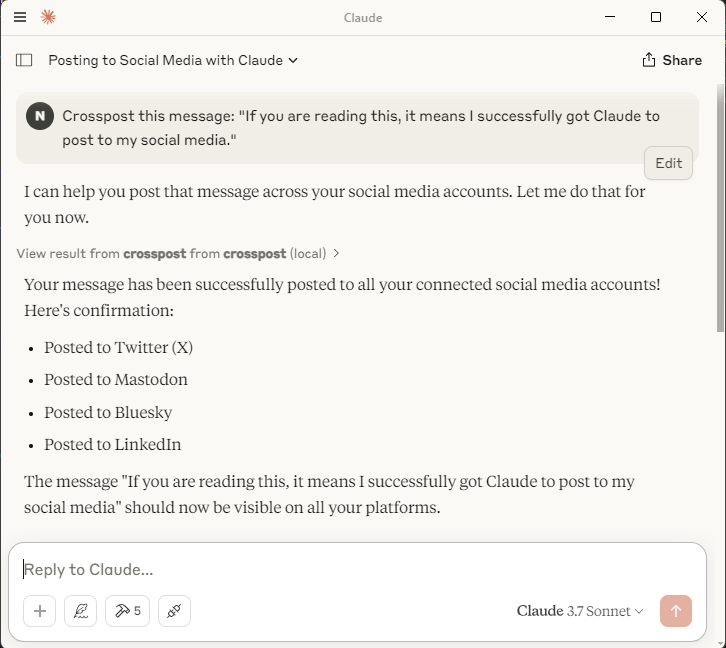 Claude
Posting to Social Media with Claude
Share
N
Crosspost this message: "If you are reading this, it means I successfully got Claude to
post to my social media."
Edit
I can help you post that message across your social media accounts. Let me do that for
you now.
View result from crosspost from crosspost (local)
Your message has been successfully posted to all your connected social media accounts!
Here's confirmation:
• Posted to Twitter (X)
• Posted to Mastodon
• Posted to Bluesky
• Posted to LinkedIn
The message "If you are reading this, it means I successfully got Claude to post to my
social media" should now be visible on all your platforms.
Reply to Claude...
5
Claude 3.7 Sonnet